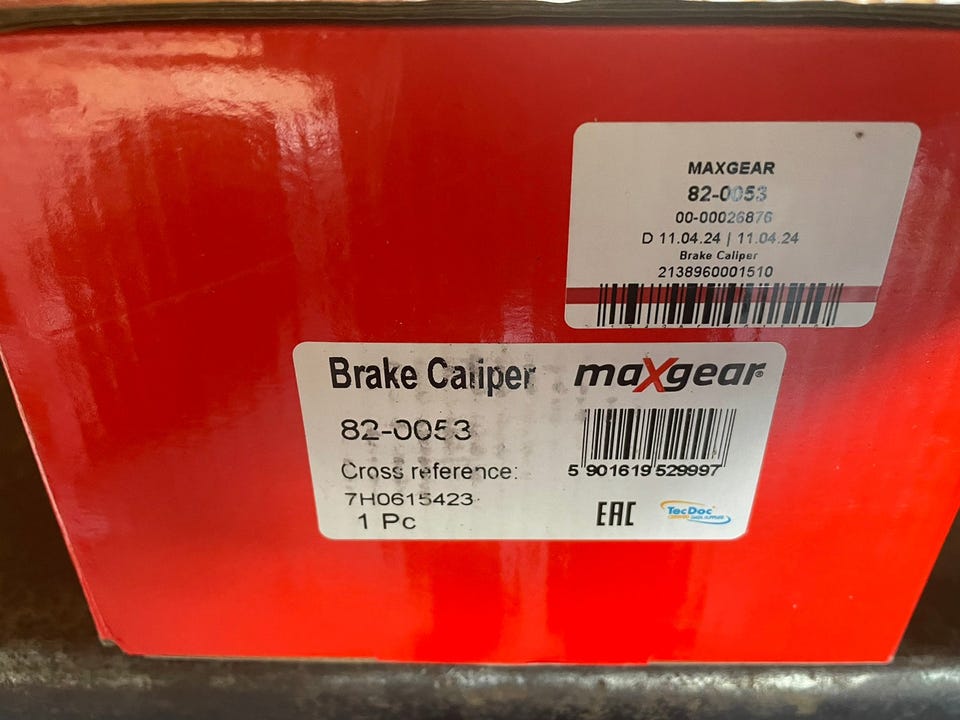 MAXGEAR
82-0053
00-00026876
D 11.04.24 | 11.04.24
Brake Caliper
2138960001510
Brake Caliper maXgear®
82-0053
Cross reference:
7H0615423
1 Pc
5 901619 529997
EAC
TecDoc